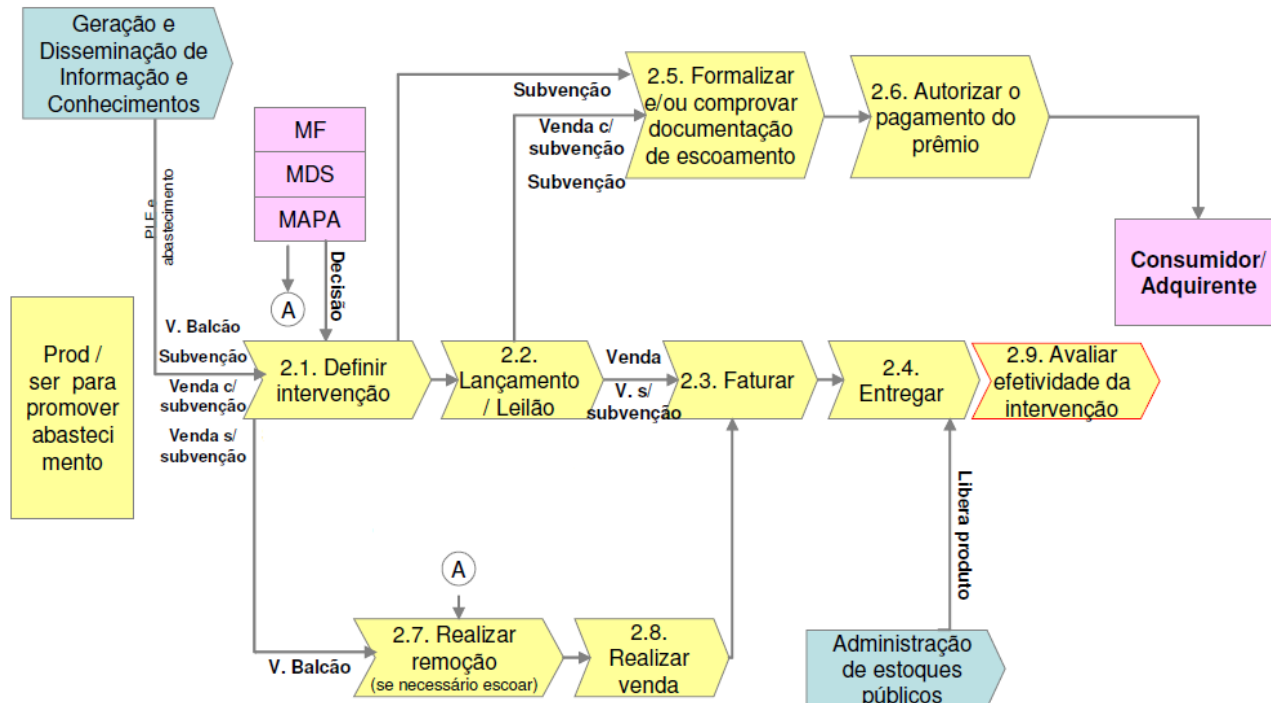 Geração e
Disseminação de
Informação e
Conhecimentos
MF
MDS
MAPA
A
Decisão
abastecimento
Prod /
ser para
promover
abasteci
mento
V. Balcão
Subvenção
Venda c/
subvenção
Venda s/
subvenção
2.1. Definir
intervenção
2.2.
Lançamento
/ Leilão
Venda
V. s/
subvenção
2.3. Faturar
2.4.
Entregar
2.9. Avaliar
efetividade da
intervenção
Subvenção
Venda c/
subvenção
Subvenção
2.5. Formalizar
e/ou comprovar
documentação
de escoamento
2.6. Autorizar o
pagamento do
prêmio
Consumidor/
Adquirente
Libera produto
A
V. Balcão
2.7. Realizar
remoção
(se necessário escoar)
2.8.
Realizar
venda
Administração
de estoques
públicos